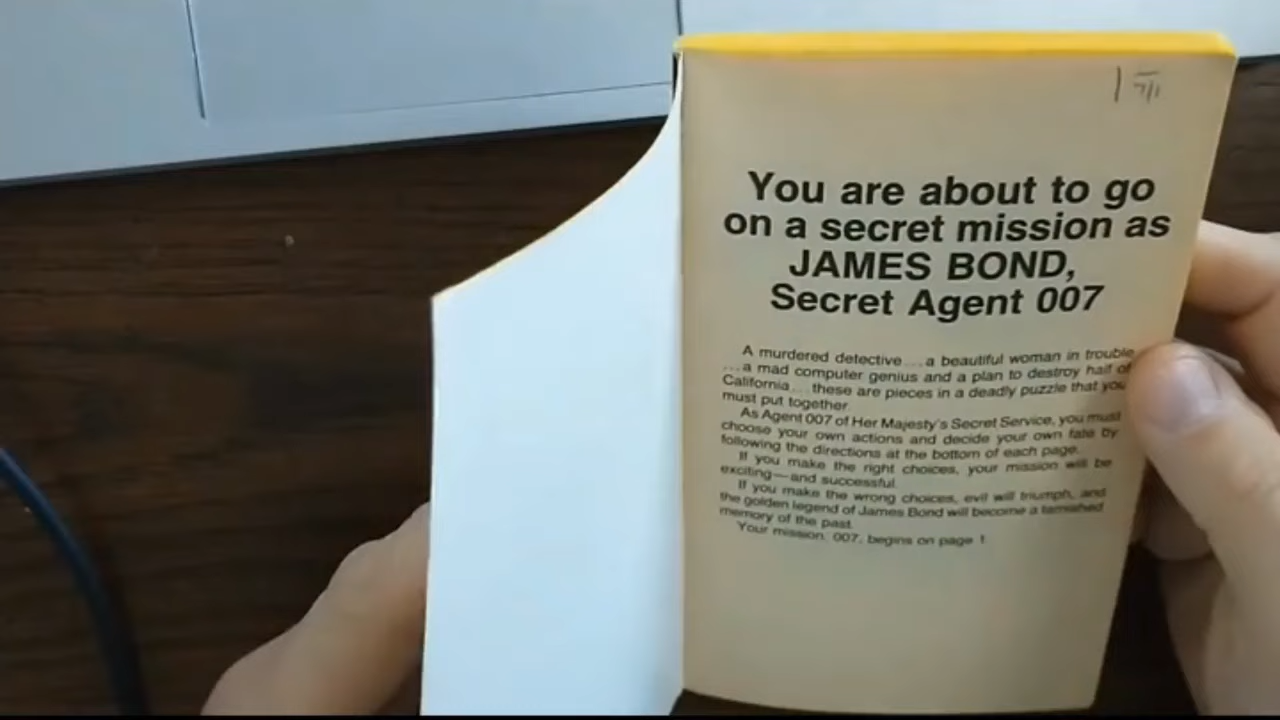 You are about to go
on a secret mission as
JAMES BOND,
Secret Agent 007
A murdered detective...a beautiful woman in trouble
...a mad computer genius and a plan to destroy half of
California...these are pieces in a deadly puzzle that you
must put together.
As Agent 007 of Her Majesty's Secret Service, you must
choose your own actions and decide your own fate by
following the directions at the bottom of each page.
If you make the right choices, your mission will be
exciting—and successful.
If you make the wrong choices, evil will triumph, and
the golden legend of James Bond will become a tarnished
memory of the past.
Your mission, 007, begins on page 1.